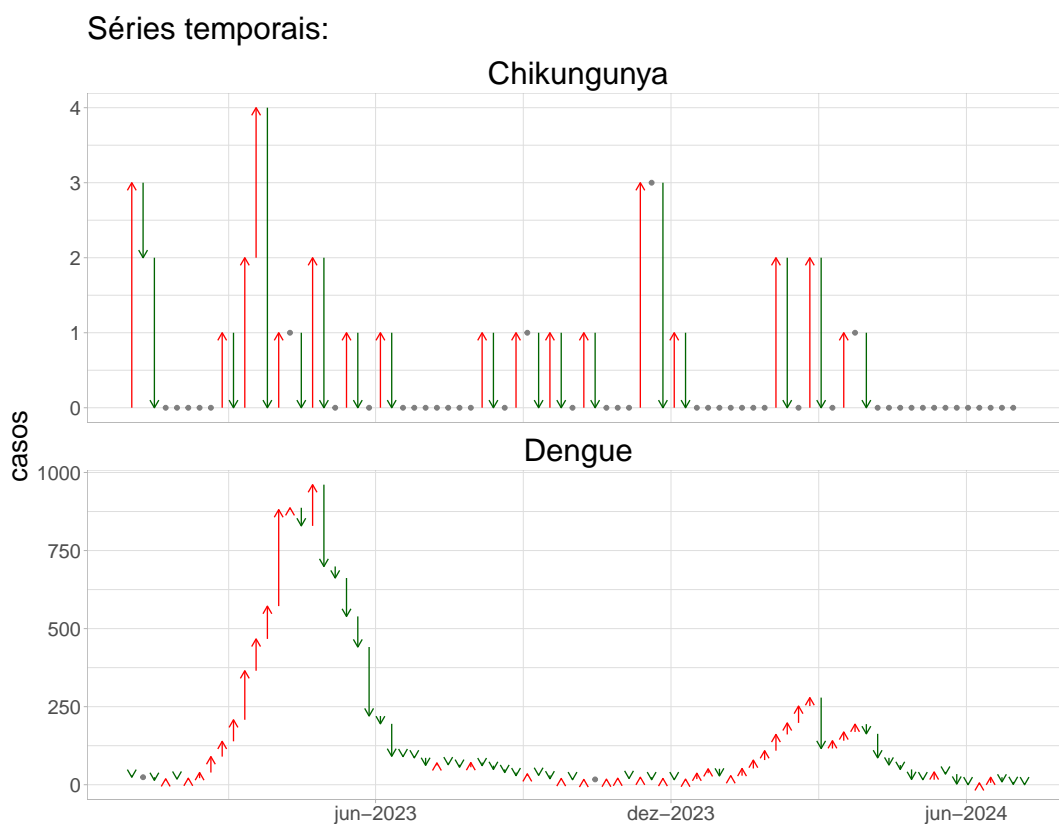 Séries temporais:
Chikungunya
4
3
2
1
0
casos
Dengue
1000
750
500
250
0
jun−2023
dez−2023
jun−2024